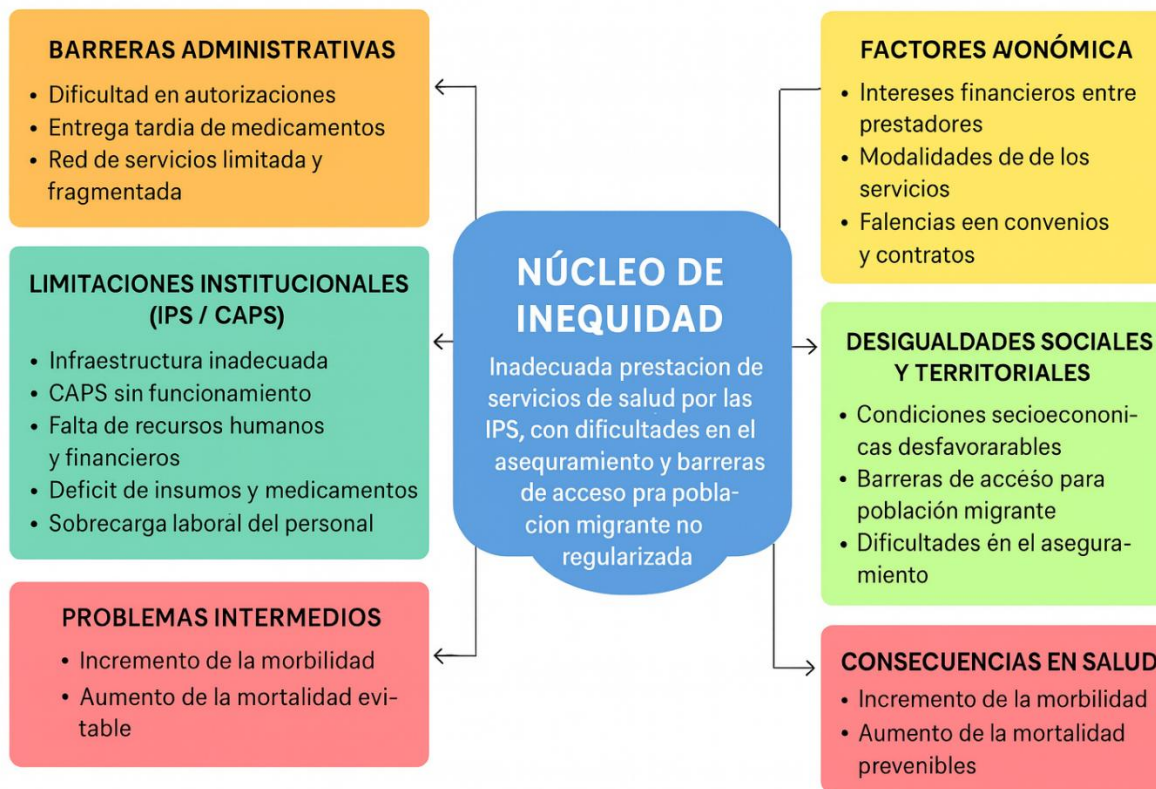 BARRERAS ADMINISTRATIVAS
• Dificultad en autorizaciones
• Entrega tardia de medicamentos
• Red de servicios limitada y
fragmentada
LIMITACIONES INSTITUCIONALES
(IPS / CAPS)
• Infraestructura inadecuada
• CAPS sin funcionamiento
• Falta de recursos humanos
y financieros
• Deficit de insumos y medicamentos
• Sobrecarga laboral del personal
PROBLEMAS INTERMEDIOS
• Incremento de la morbilidad
• Aumento de la mortalidad evi-
table
NÚCLEO DE
INEQUIDAD
Inadecuada prestacion de
servicios de salud por las
IPS, con dificultades en el
asequramiento y barreras
de acceso pra pobla-
cion migrante no
regularizada
FACTORES A/ONÓMICA
• Intereses financieros entre
prestadores
• Modalidades de de los
servicios
• Falencias een convenios
y contratos
DESIGUALDADES SOCIALES
Y TERRITORIALES
• Condiciones socioecononi-
cas desfavorarables
• Barreras de accéso para
población migrante
• Dificultades én el asegura-
miento
CONSECUENCIAS EN SALUD
• Incremento de la morbilidad
• Aumento de la mortalidad
prevenibles